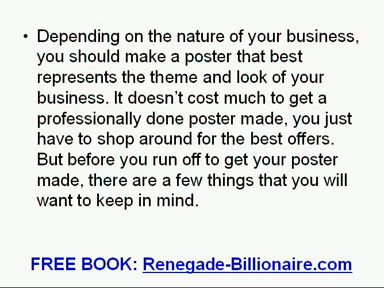 • Depending on the nature of your business,
you should make a poster that best
represents the theme and look of your
business. It doesn't cost much to get a
professionally done poster made, you just
have to shop around for the best offers.
But before you run off to get your poster
made, there are a few things that you will
want to keep in mind.
FREE BOOK: Renegade-Billionaire.com